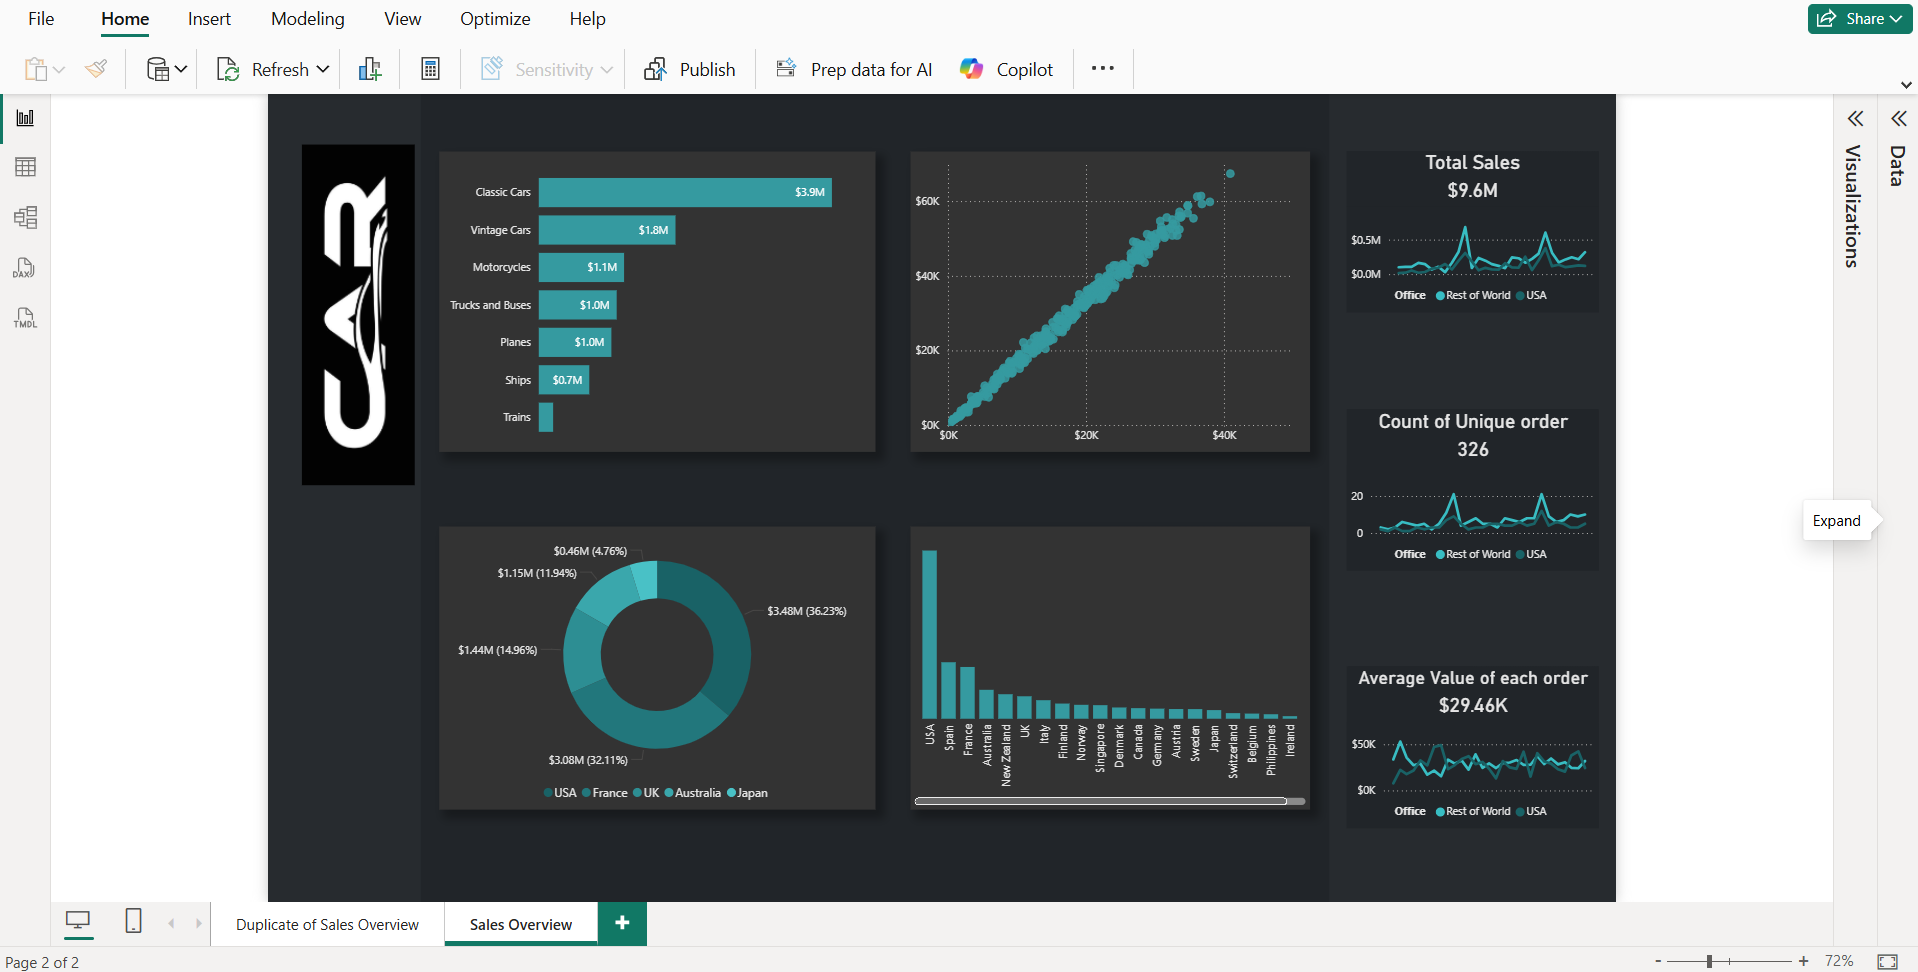 File Home Insert Modeling View Optimize Help Share
Refresh Sensitivity Publish Prep data for AI Copilot
DAX
TMDL
CAR
Classic Cars $3.9M
Vintage Cars $1.8M
Motorcycles $1.1M
Trucks and Buses $1.0M
Planes $1.0M
Ships $0.7M
Trains
$60K
$40K
$20K
$0K
$0K $20K $40K
Total Sales
$9.6M
$0.5M
$0.0M
Office Rest of World USA
Count of Unique order
326
20
0
Office Rest of World USA
Average Value of each order
$29.46K
$50K
$0K
Office Rest of World USA
$0.46M (4.76%)
$1.15M (11.94%)
$3.48M (36.23%)
$1.44M (14.96%)
$3.08M (32.11%)
USA France UK Australia Japan
USA
Spain
France
Australia
New Zealand
UK
Italy
Finland
Norway
Singapore
Denmark
Canada
Germany
Austria
Sweden
Japan
Switzerland
Belgium
Philippines
Ireland
Visualizations
Data
Expand
Duplicate of Sales Overview Sales Overview +
Page 2 of 2
- + 72%